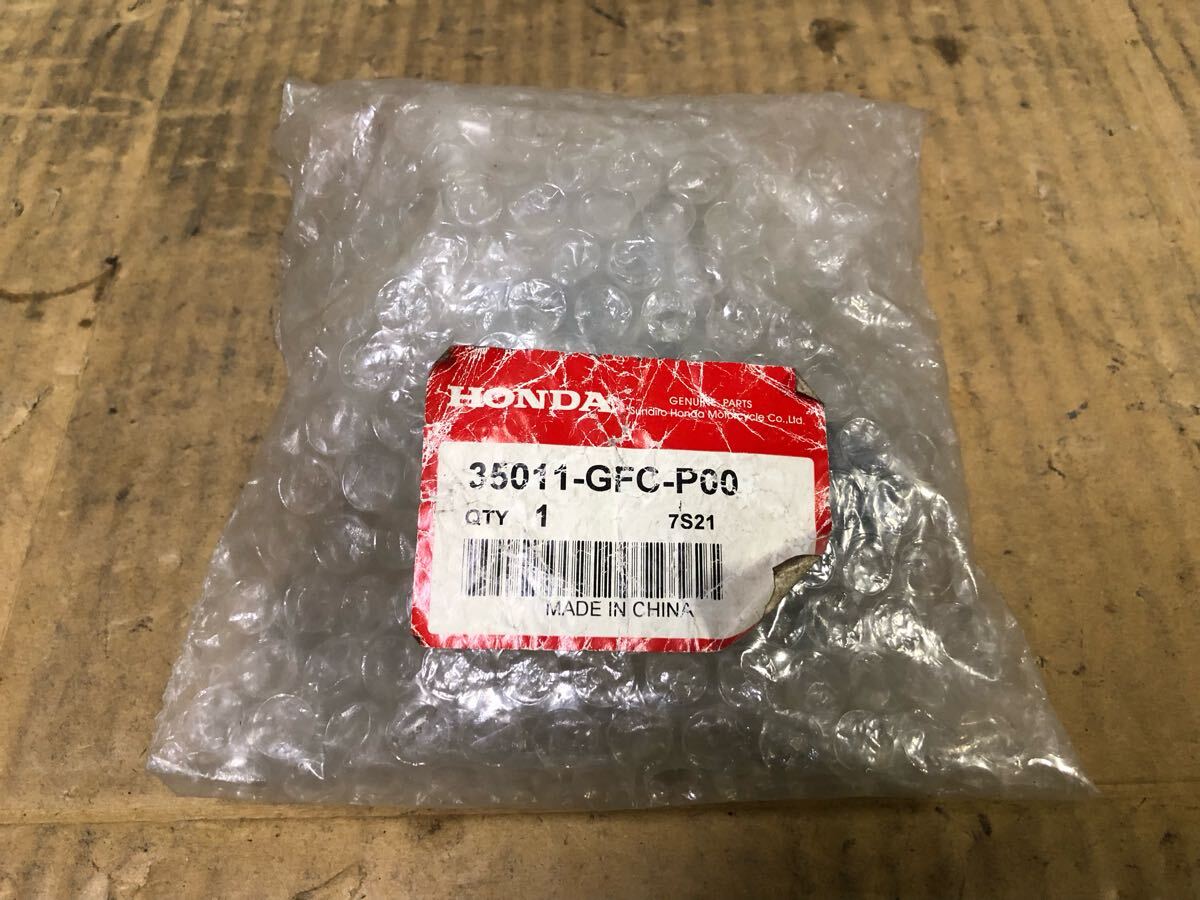 HONDA
GENUINE PARTS
Sundiro Honda Motorcycle Co.,Ltd.
35011-GFC-P00
QTY 1 7S21
MADE IN CHINA